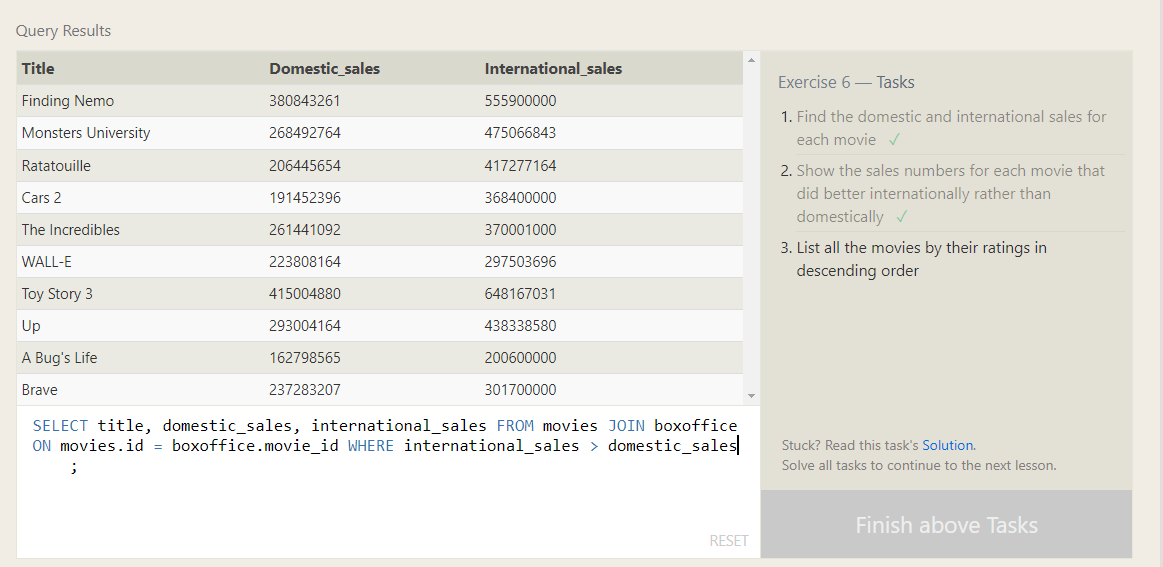 Query Results
Title Domestic_sales International_sales
Finding Nemo 380843261 555900000
Monsters University 268492764 475066843
Ratatouille 206445654 417277164
Cars 2 191452396 368400000
The Incredibles 261441092 370001000
WALL-E 223808164 297503696
Toy Story 3 415004880 648167031
Up 293004164 438338580
A Bug's Life 162798565 200600000
Brave 237283207 301700000
SELECT title, domestic_sales, international_sales FROM movies JOIN boxoffice
ON movies.id = boxoffice.movie_id WHERE international_sales > domestic_sales
;
RESET
Exercise 6 — Tasks
1. Find the domestic and international sales for
each movie ✓
2. Show the sales numbers for each movie that
did better internationally rather than
domestically ✓
3. List all the movies by their ratings in
descending order
Stuck? Read this task's Solution.
Solve all tasks to continue to the next lesson.
Finish above Tasks